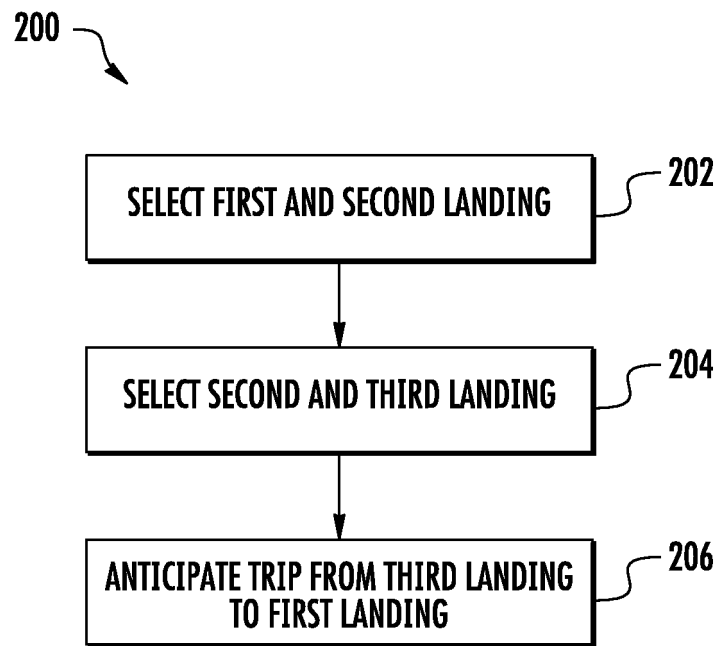 200
SELECT FIRST AND SECOND LANDING
202
SELECT SECOND AND THIRD LANDING
204
ANTICIPATE TRIP FROM THIRD LANDING
TO FIRST LANDING
206